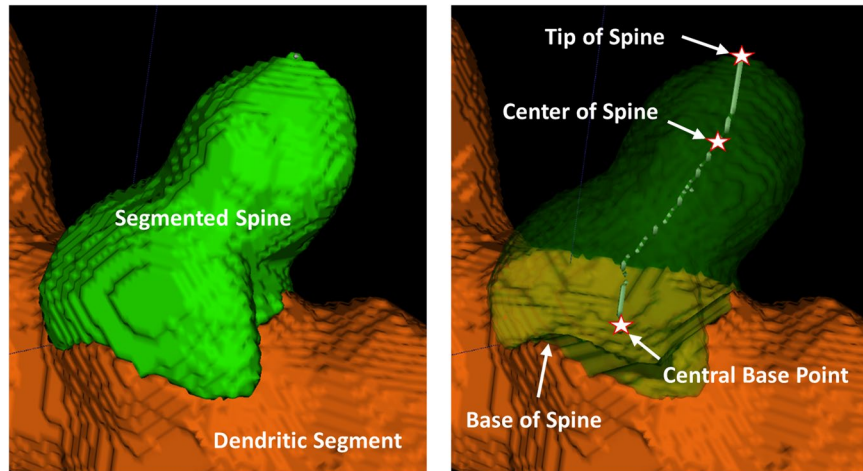 Segmented Spine
Dendritic Segment
Tip of Spine
Center of Spine
Central Base Point
Base of Spine